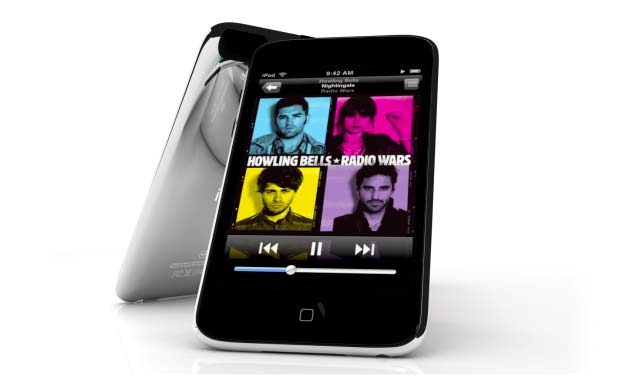 iPod 9:42 AM
Howling Bells
Nightingale
Radio Wars
HOWLING BELLS ★ RADIO WARS